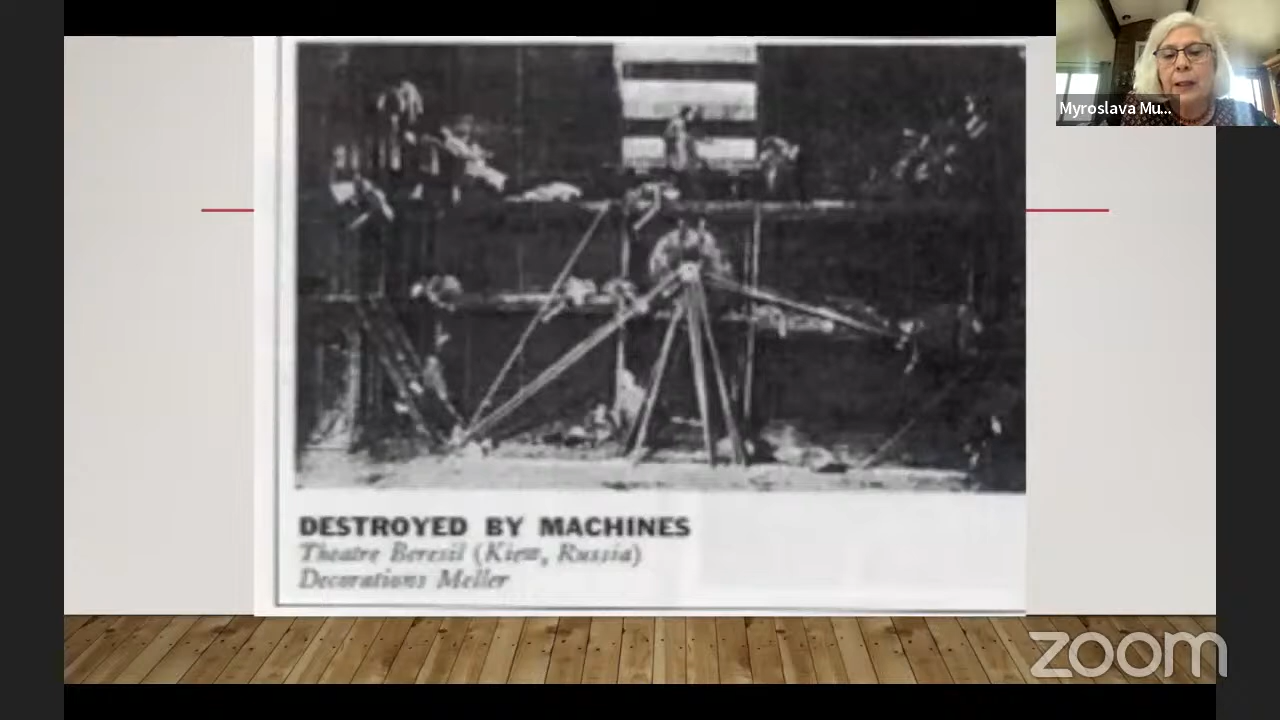 Myroslava Mu...
DESTROYED BY MACHINES
Theatre Beresil (Kiew, Russia)
Decorations Meller
zoom